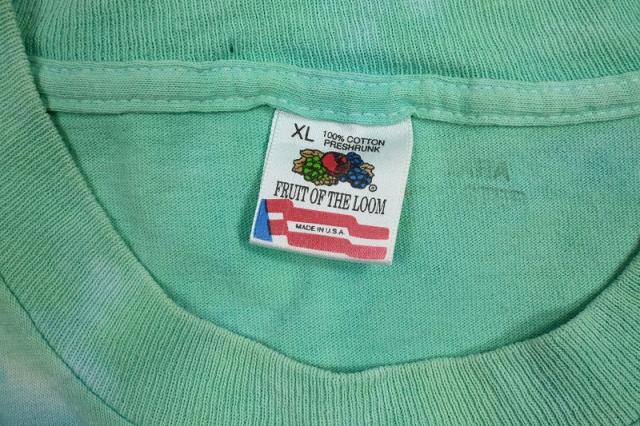 XL 100% COTTON
PRESHRUNK
®
FRUIT OF THE LOOM
MADE IN U.S.A.